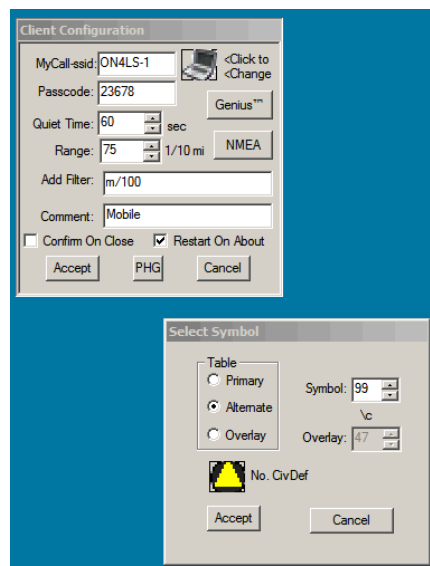 Client Configuration
MyCall-ssid: ON4LS-1 <Click to
<Change
Passcode: 23678
Genius™
Quiet Time: 60 sec
Range: 75 1/10 mi NMEA
Add Filter: m/100
Comment: Mobile
Confirm On Close Restart On About
Accept PHG Cancel
Select Symbol
Table
Primary
Symbol: 99
Alternate
\c
Overlay Overlay: 47
No. CivDef
Accept Cancel